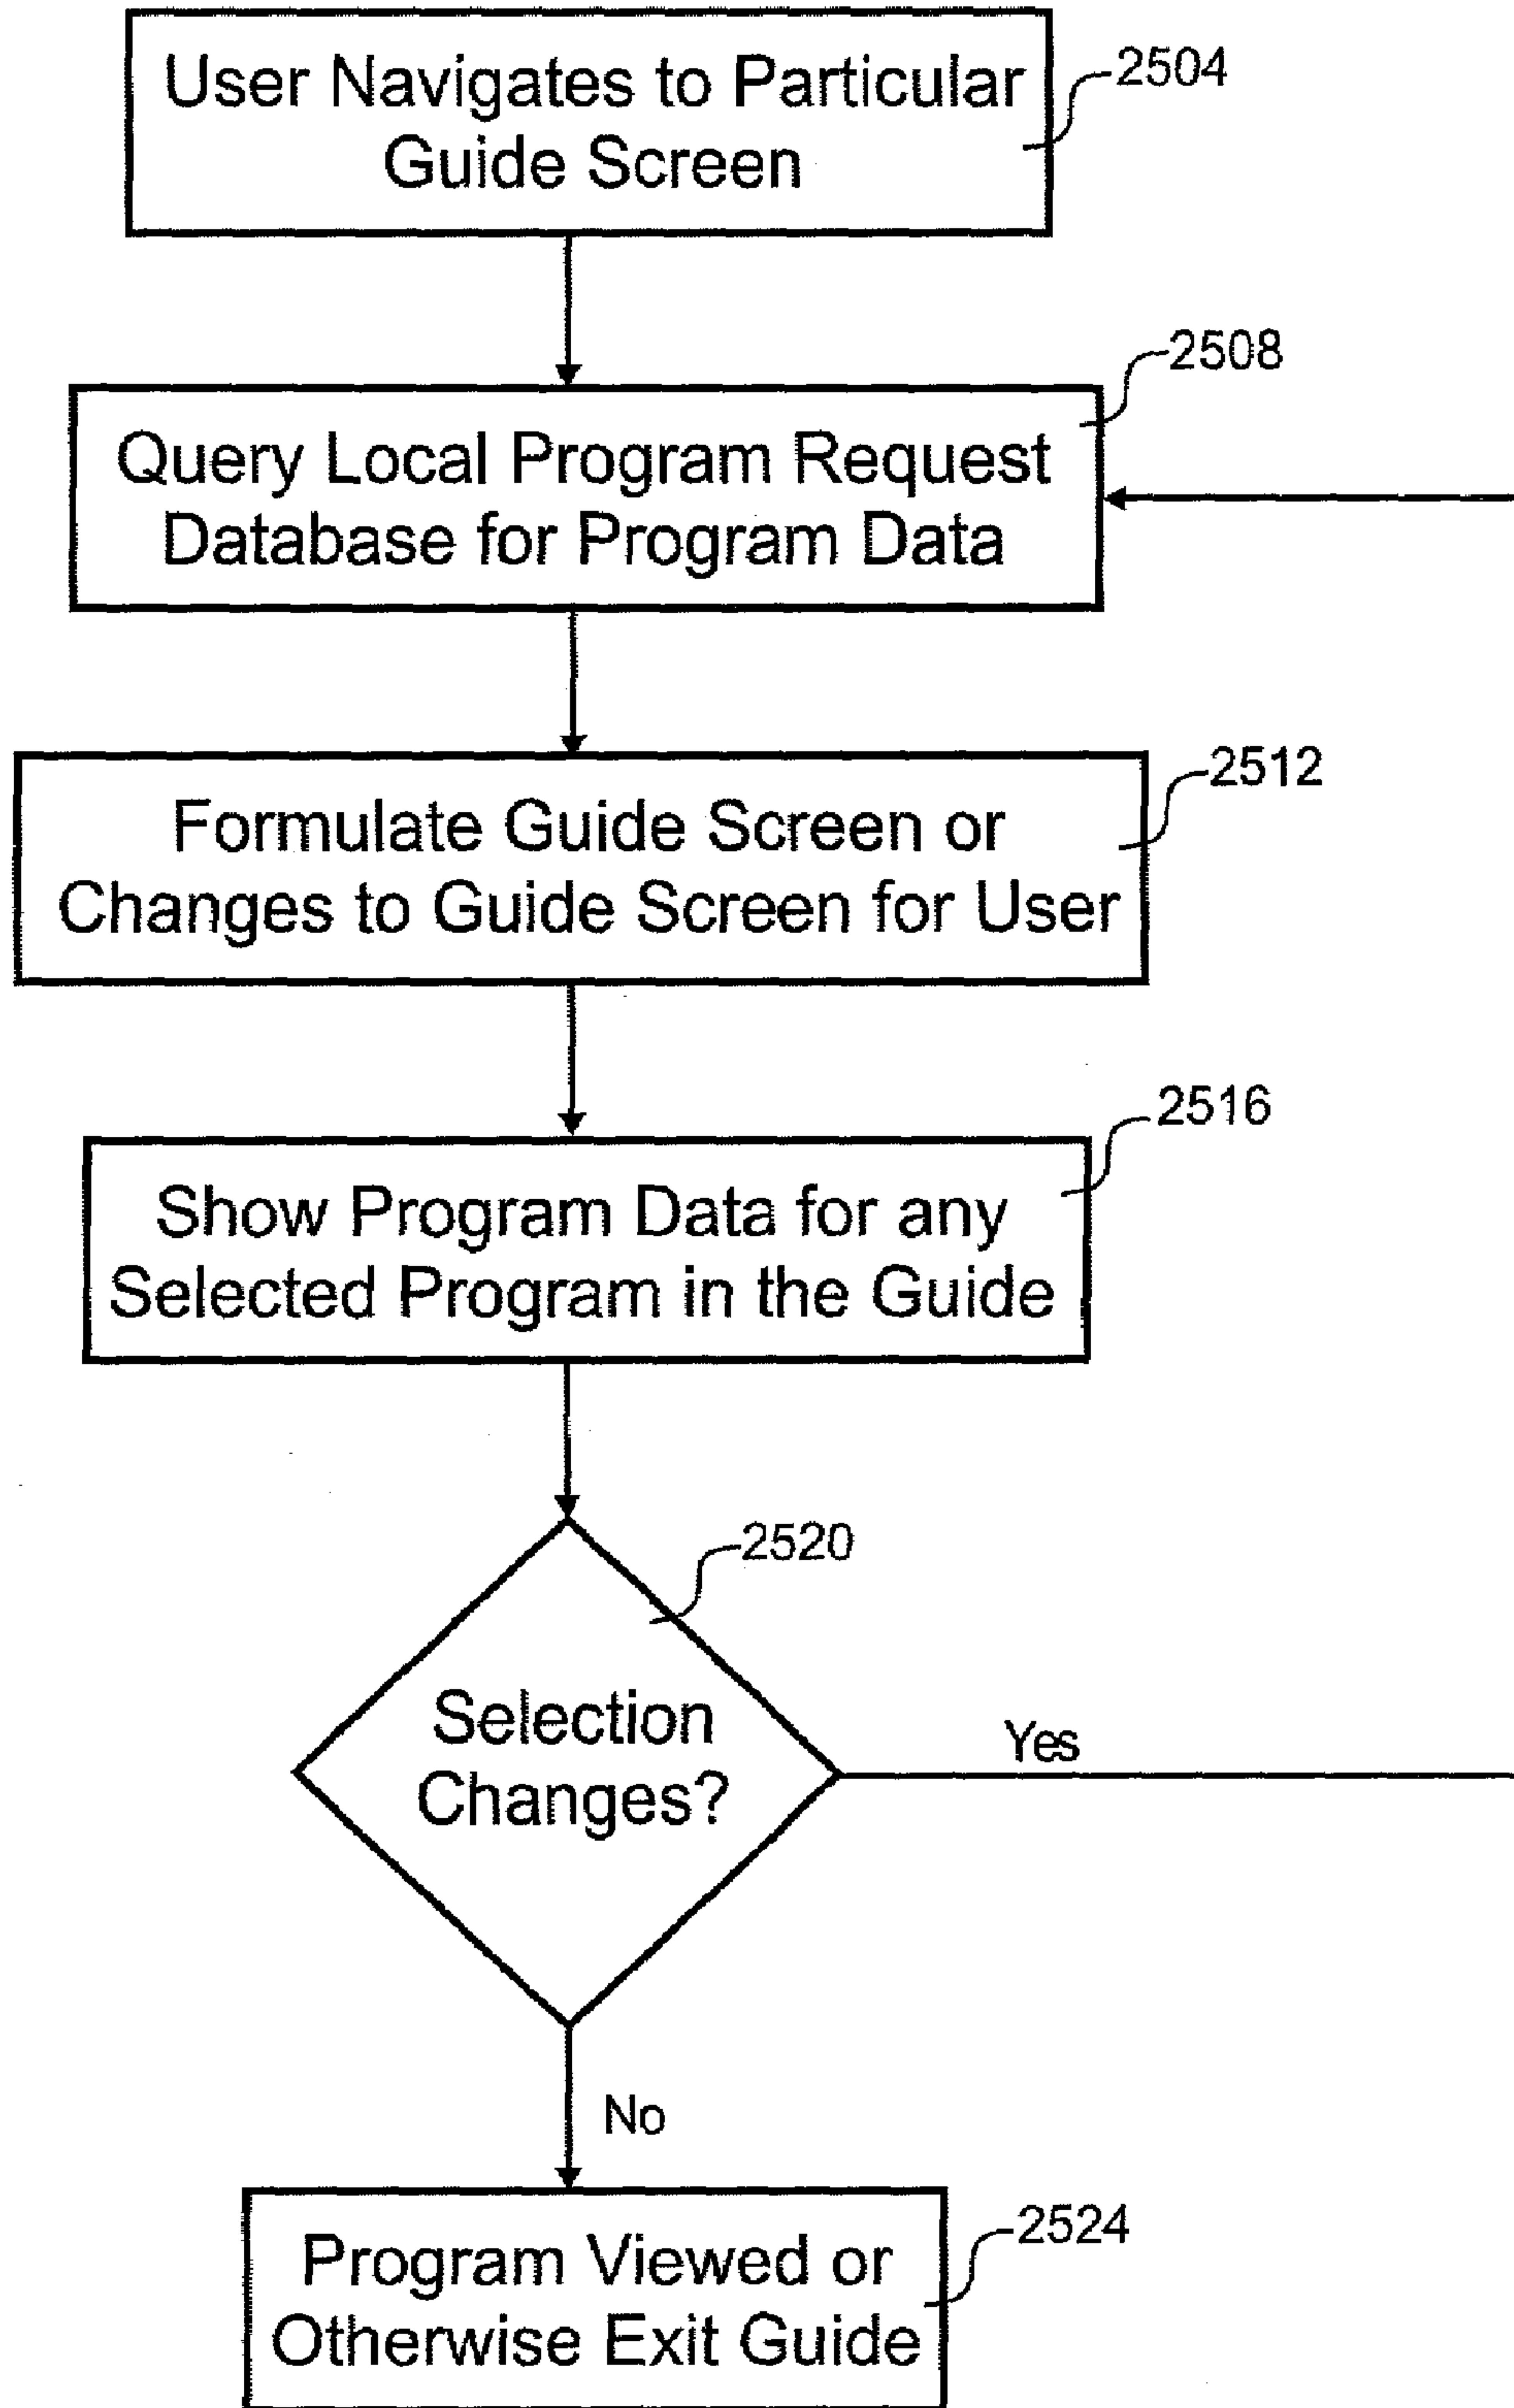 User Navigates to Particular
Guide Screen
2504
Query Local Program Request
Database for Program Data
2508
Formulate Guide Screen or
Changes to Guide Screen for User
2512
Show Program Data for any
Selected Program in the Guide
2516
Selection
Changes?
2520
Yes
No
Program Viewed or
Otherwise Exit Guide
2524